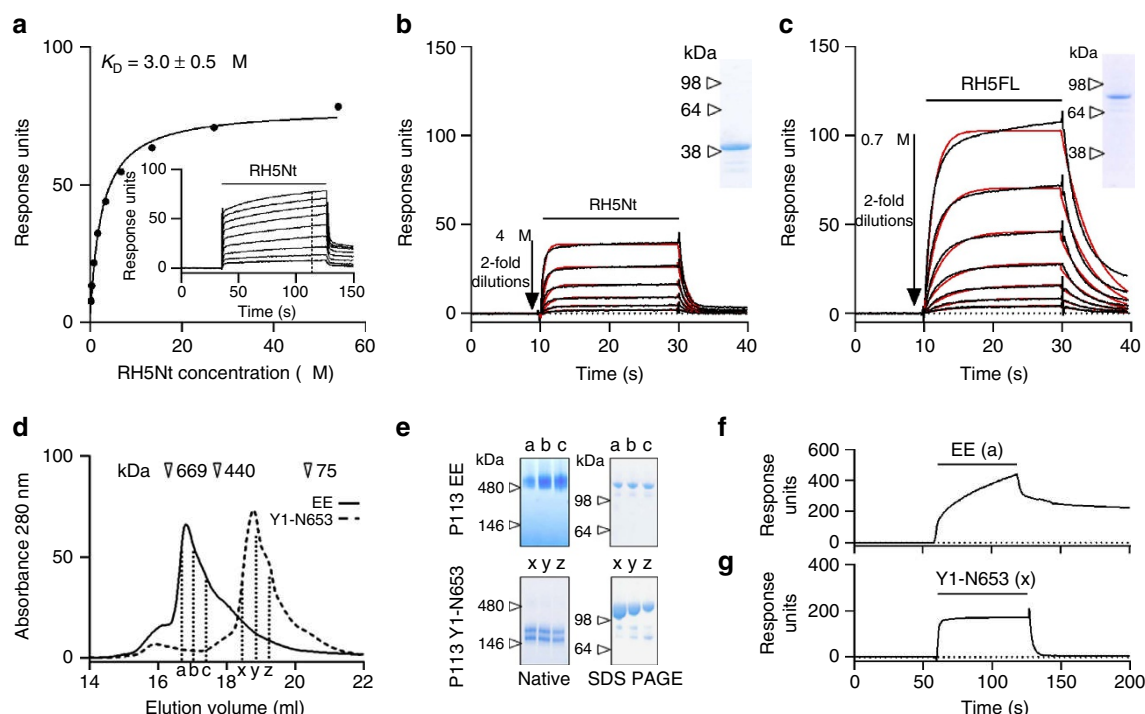 a
100
50
0
Response units
K_D = 3.0 ± 0.5 M
0 20 40 60
RH5Nt concentration ( M)
RH5Nt
100
50
0
Response units
0 50 100 150
Time (s)
b
150
100
50
0
Response units
kDa
98
64
38
RH5Nt
4 M
2-fold
dilutions
0 10 20 30 40
Time (s)
c
150
100
50
0
Response units
kDa
98
64
38
RH5FL
0.7 M
2-fold
dilutions
0 10 20 30 40
Time (s)
d
100
50
0
Absorbance 280 nm
kDa 669 440 75
EE
Y1-N653
a b c x y z
14 16 18 20 22
Elution volume (ml)
e
P113 EE
a b c
kDa
480
146
a b c
kDa
98
64
P113 Y1-N653
x y z
480
146
x y z
98
64
Native SDS PAGE
f
600
400
200
0
Response
units
EE (a)
0 50 100 150 200
g
400
200
0
Response
units
Y1-N653 (x)
0 50 100 150 200
Time (s)